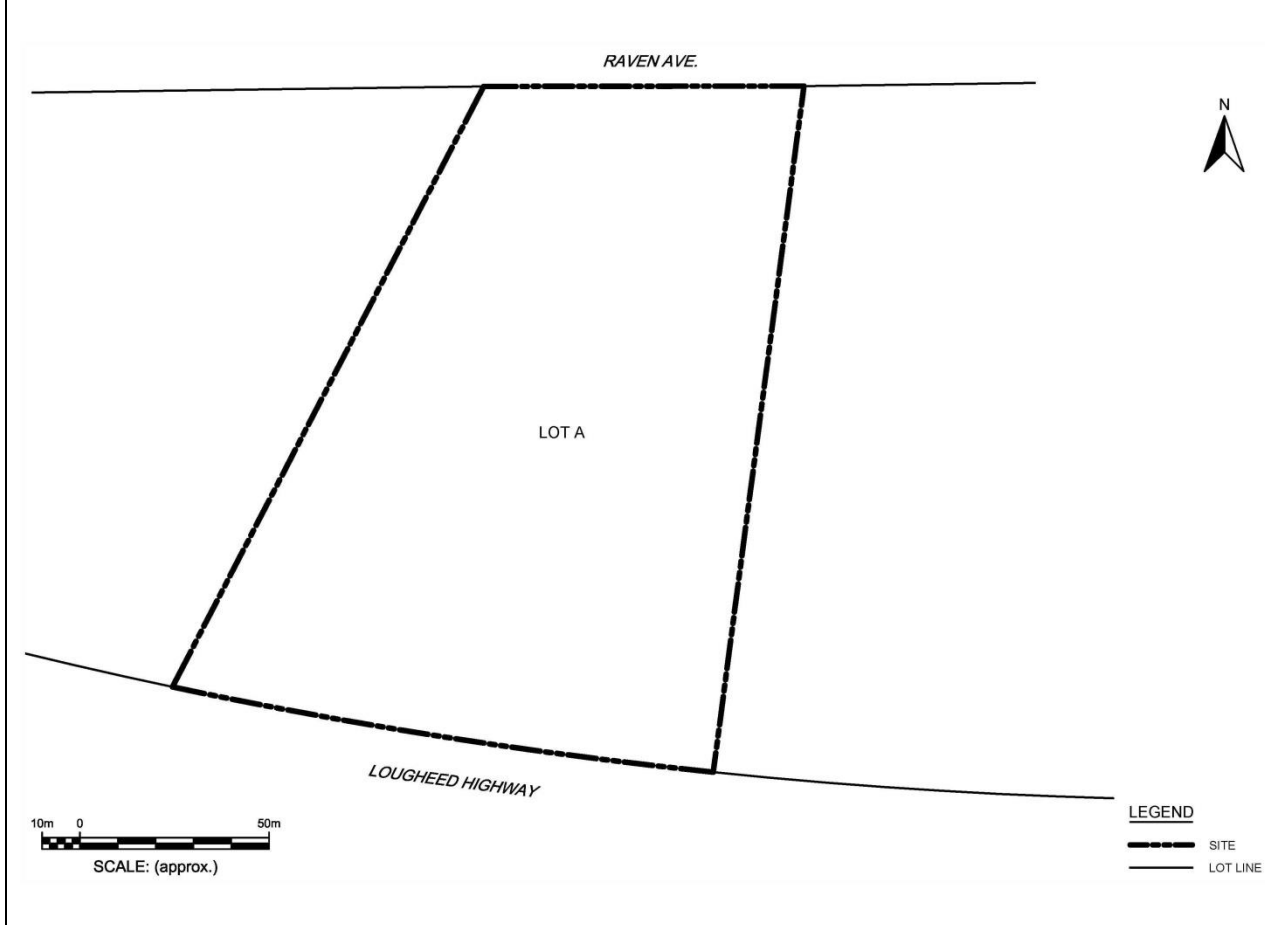 RAVEN AVE.
N
LOT A
LOUGHEED HIGHWAY
10m 0 50m
SCALE: (approx.)
LEGEND
SITE
LOT LINE